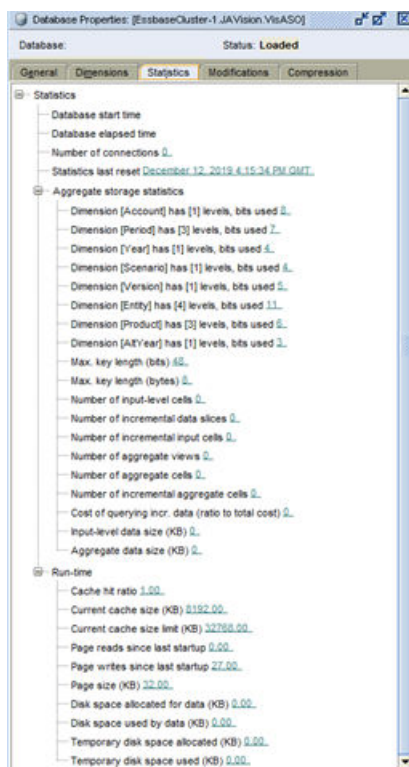 Database Properties: [EssbaseCluster-1.JAVision.VisASO]
Database: Status: Loaded
General Dimensions Statistics Modifications Compression
Statistics
Database start time
Database elapsed time
Number of connections 0
Statistics last reset December 12, 2019 4:15:34 PM GMT
Aggregate storage statistics
Dimension [Account] has [1] levels, bits used 8
Dimension [Period] has [3] levels, bits used 7
Dimension [Year] has [1] levels, bits used 4
Dimension [Scenario] has [1] levels, bits used 4
Dimension [Version] has [1] levels, bits used 5
Dimension [Entity] has [4] levels, bits used 11
Dimension [Product] has [3] levels, bits used 6
Dimension [AltYear] has [1] levels, bits used 3
Max. key length (bits) 48
Max. key length (bytes) 8
Number of input-level cells 0
Number of incremental data slices 0
Number of incremental input cells 0
Number of aggregate views 0
Number of aggregate cells 0
Number of incremental aggregate cells 0
Cost of querying incr. data (ratio to total cost) 0
Input-level data size (KB) 0
Aggregate data size (KB) 0
Run-time
Cache hit ratio 1.00
Current cache size (KB) 8192.00
Current cache size limit (KB) 32768.00
Page reads since last startup 0.00
Page writes since last startup 27.00
Page size (KB) 32.00
Disk space allocated for data (KB) 0.00
Disk space used by data (KB) 0.00
Temporary disk space allocated (KB) 0.00
Temporary disk space used (KB) 0.00